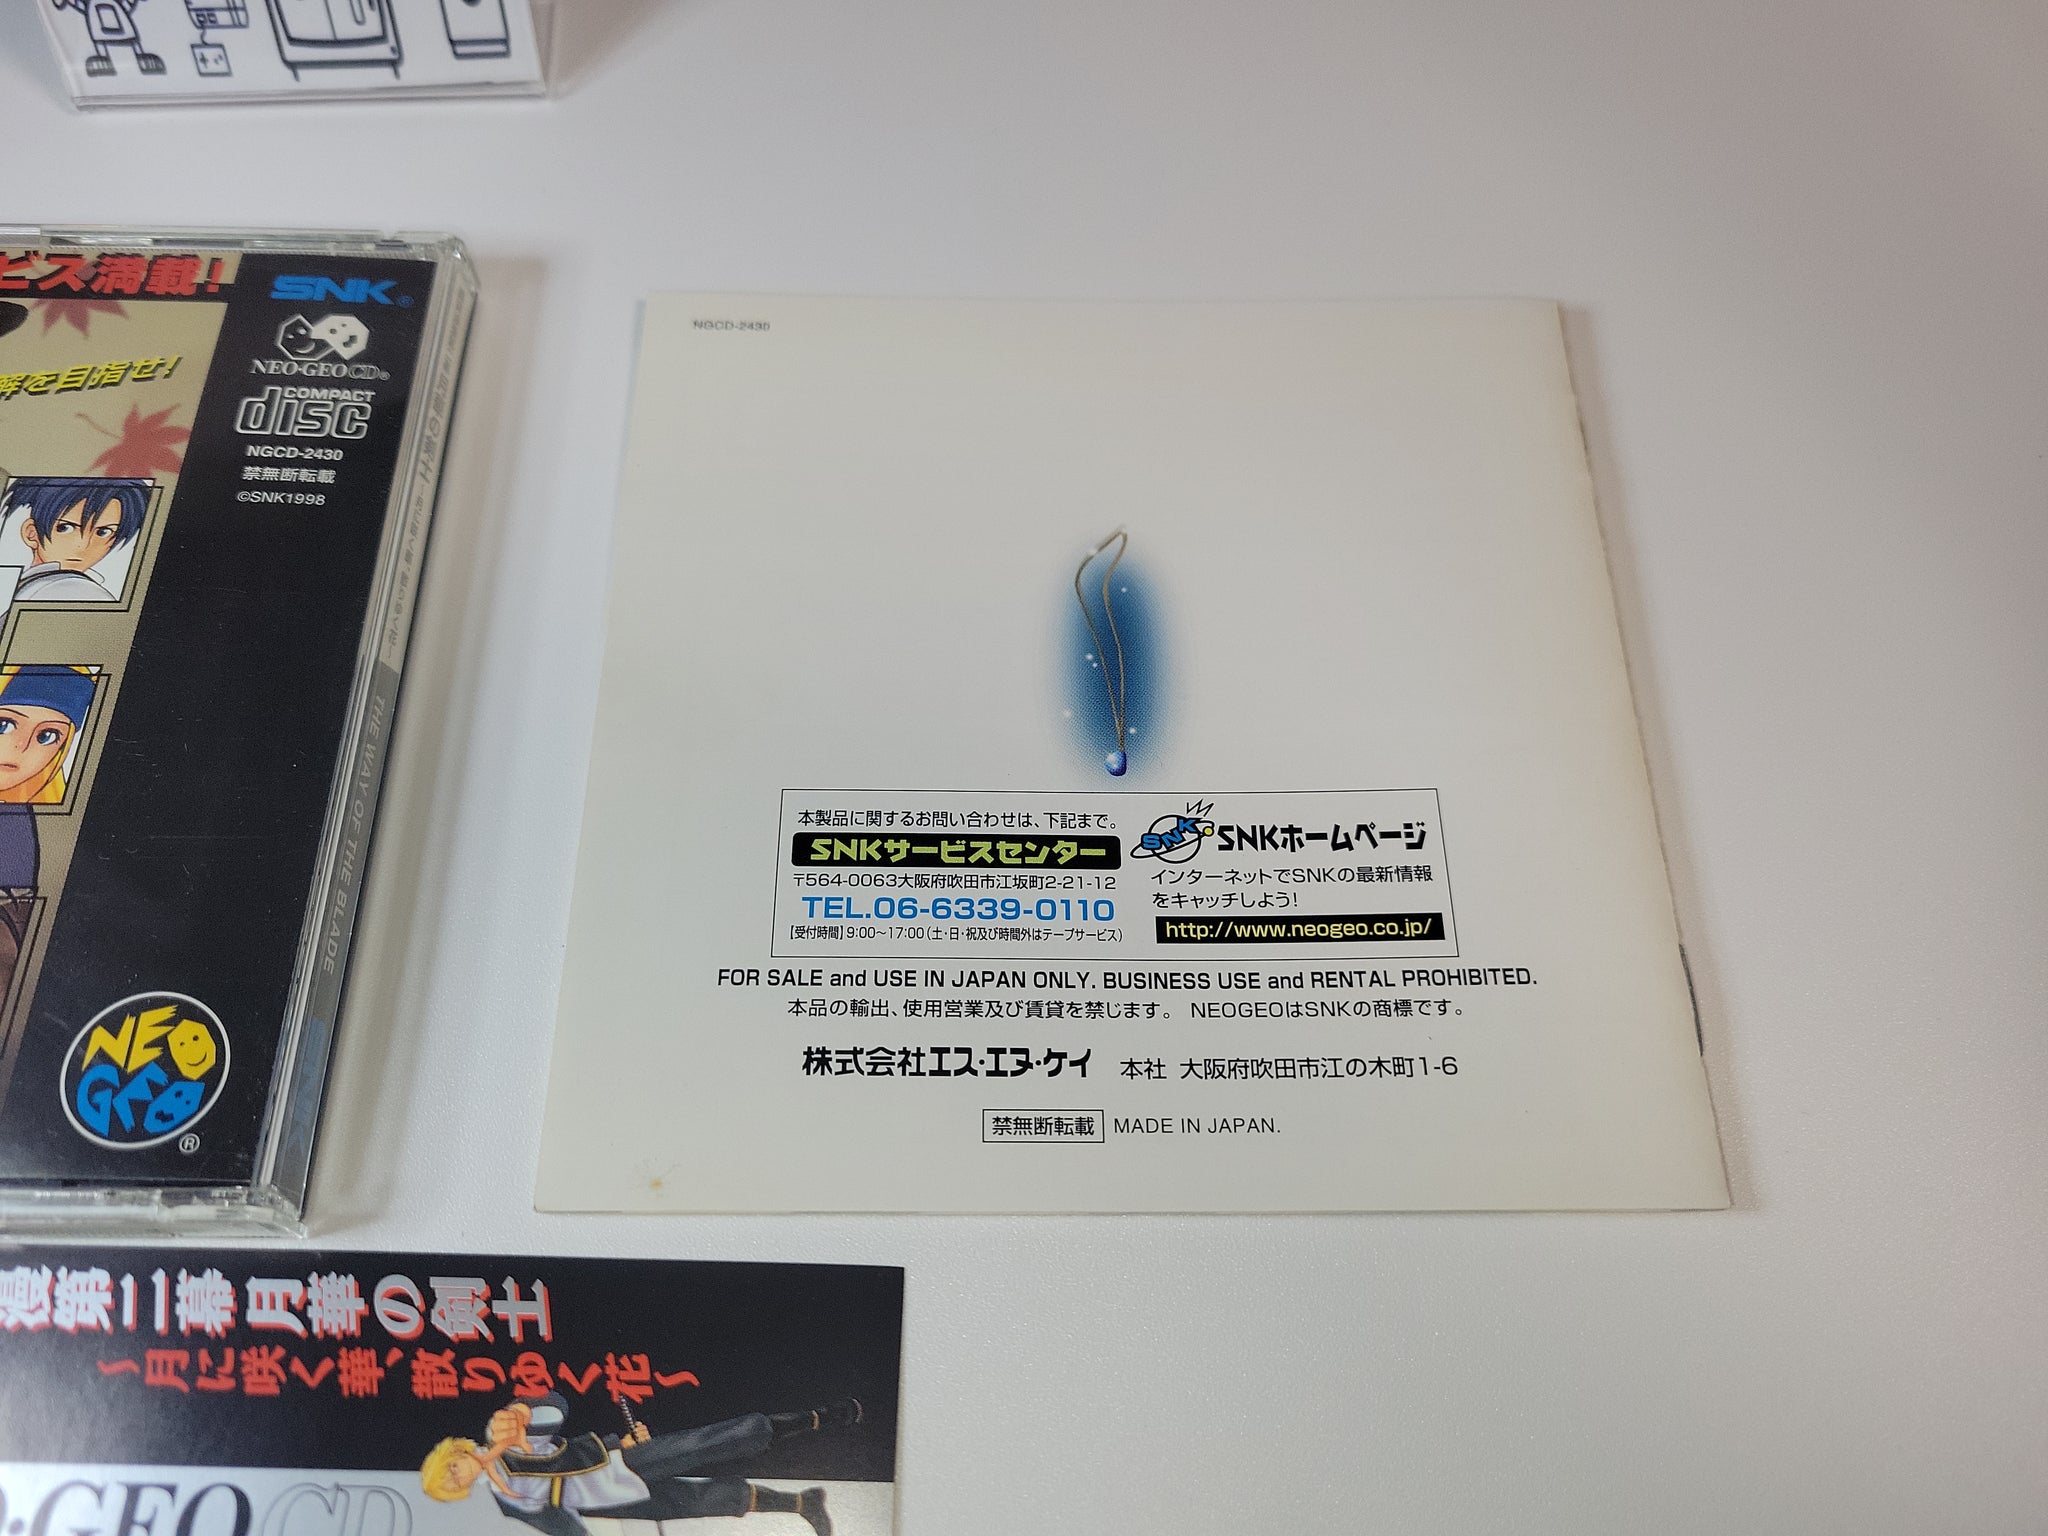 ビス満載!
SNK®
解を目指せ!
NEO·GEO CD®
COMPACT
disc
NGCD-2430
禁無断転載
©SNK1998
THE WAY OF THE BLADE
NEO
GEO
®
NGCD-2430
本製品に関するお問い合わせは、下記まで。
SNKサービスセンター
〒564-0063大阪府吹田市江坂町2-21-12
TEL.06-6339-0110
【受付時間】9:00〜17:00(土・日・祝及び時間外はテープサービス)
SNK
SNKホームページ
インターネットでSNKの最新情報
をキャッチしよう!
http://www.neogeo.co.jp/
FOR SALE and USE IN JAPAN ONLY. BUSINESS USE and RENTAL PROHIBITED.
本品の輸出、使用営業及び賃貸を禁じます。 NEOGEOはSNKの商標です。
株式会社エス・エヌ・ケイ 本社 大阪府吹田市江の木町1-6
禁無断転載 MADE IN JAPAN.
漫第二幕月華の剣士
〜月に咲く華、散りゆく花〜
O·GEO CD